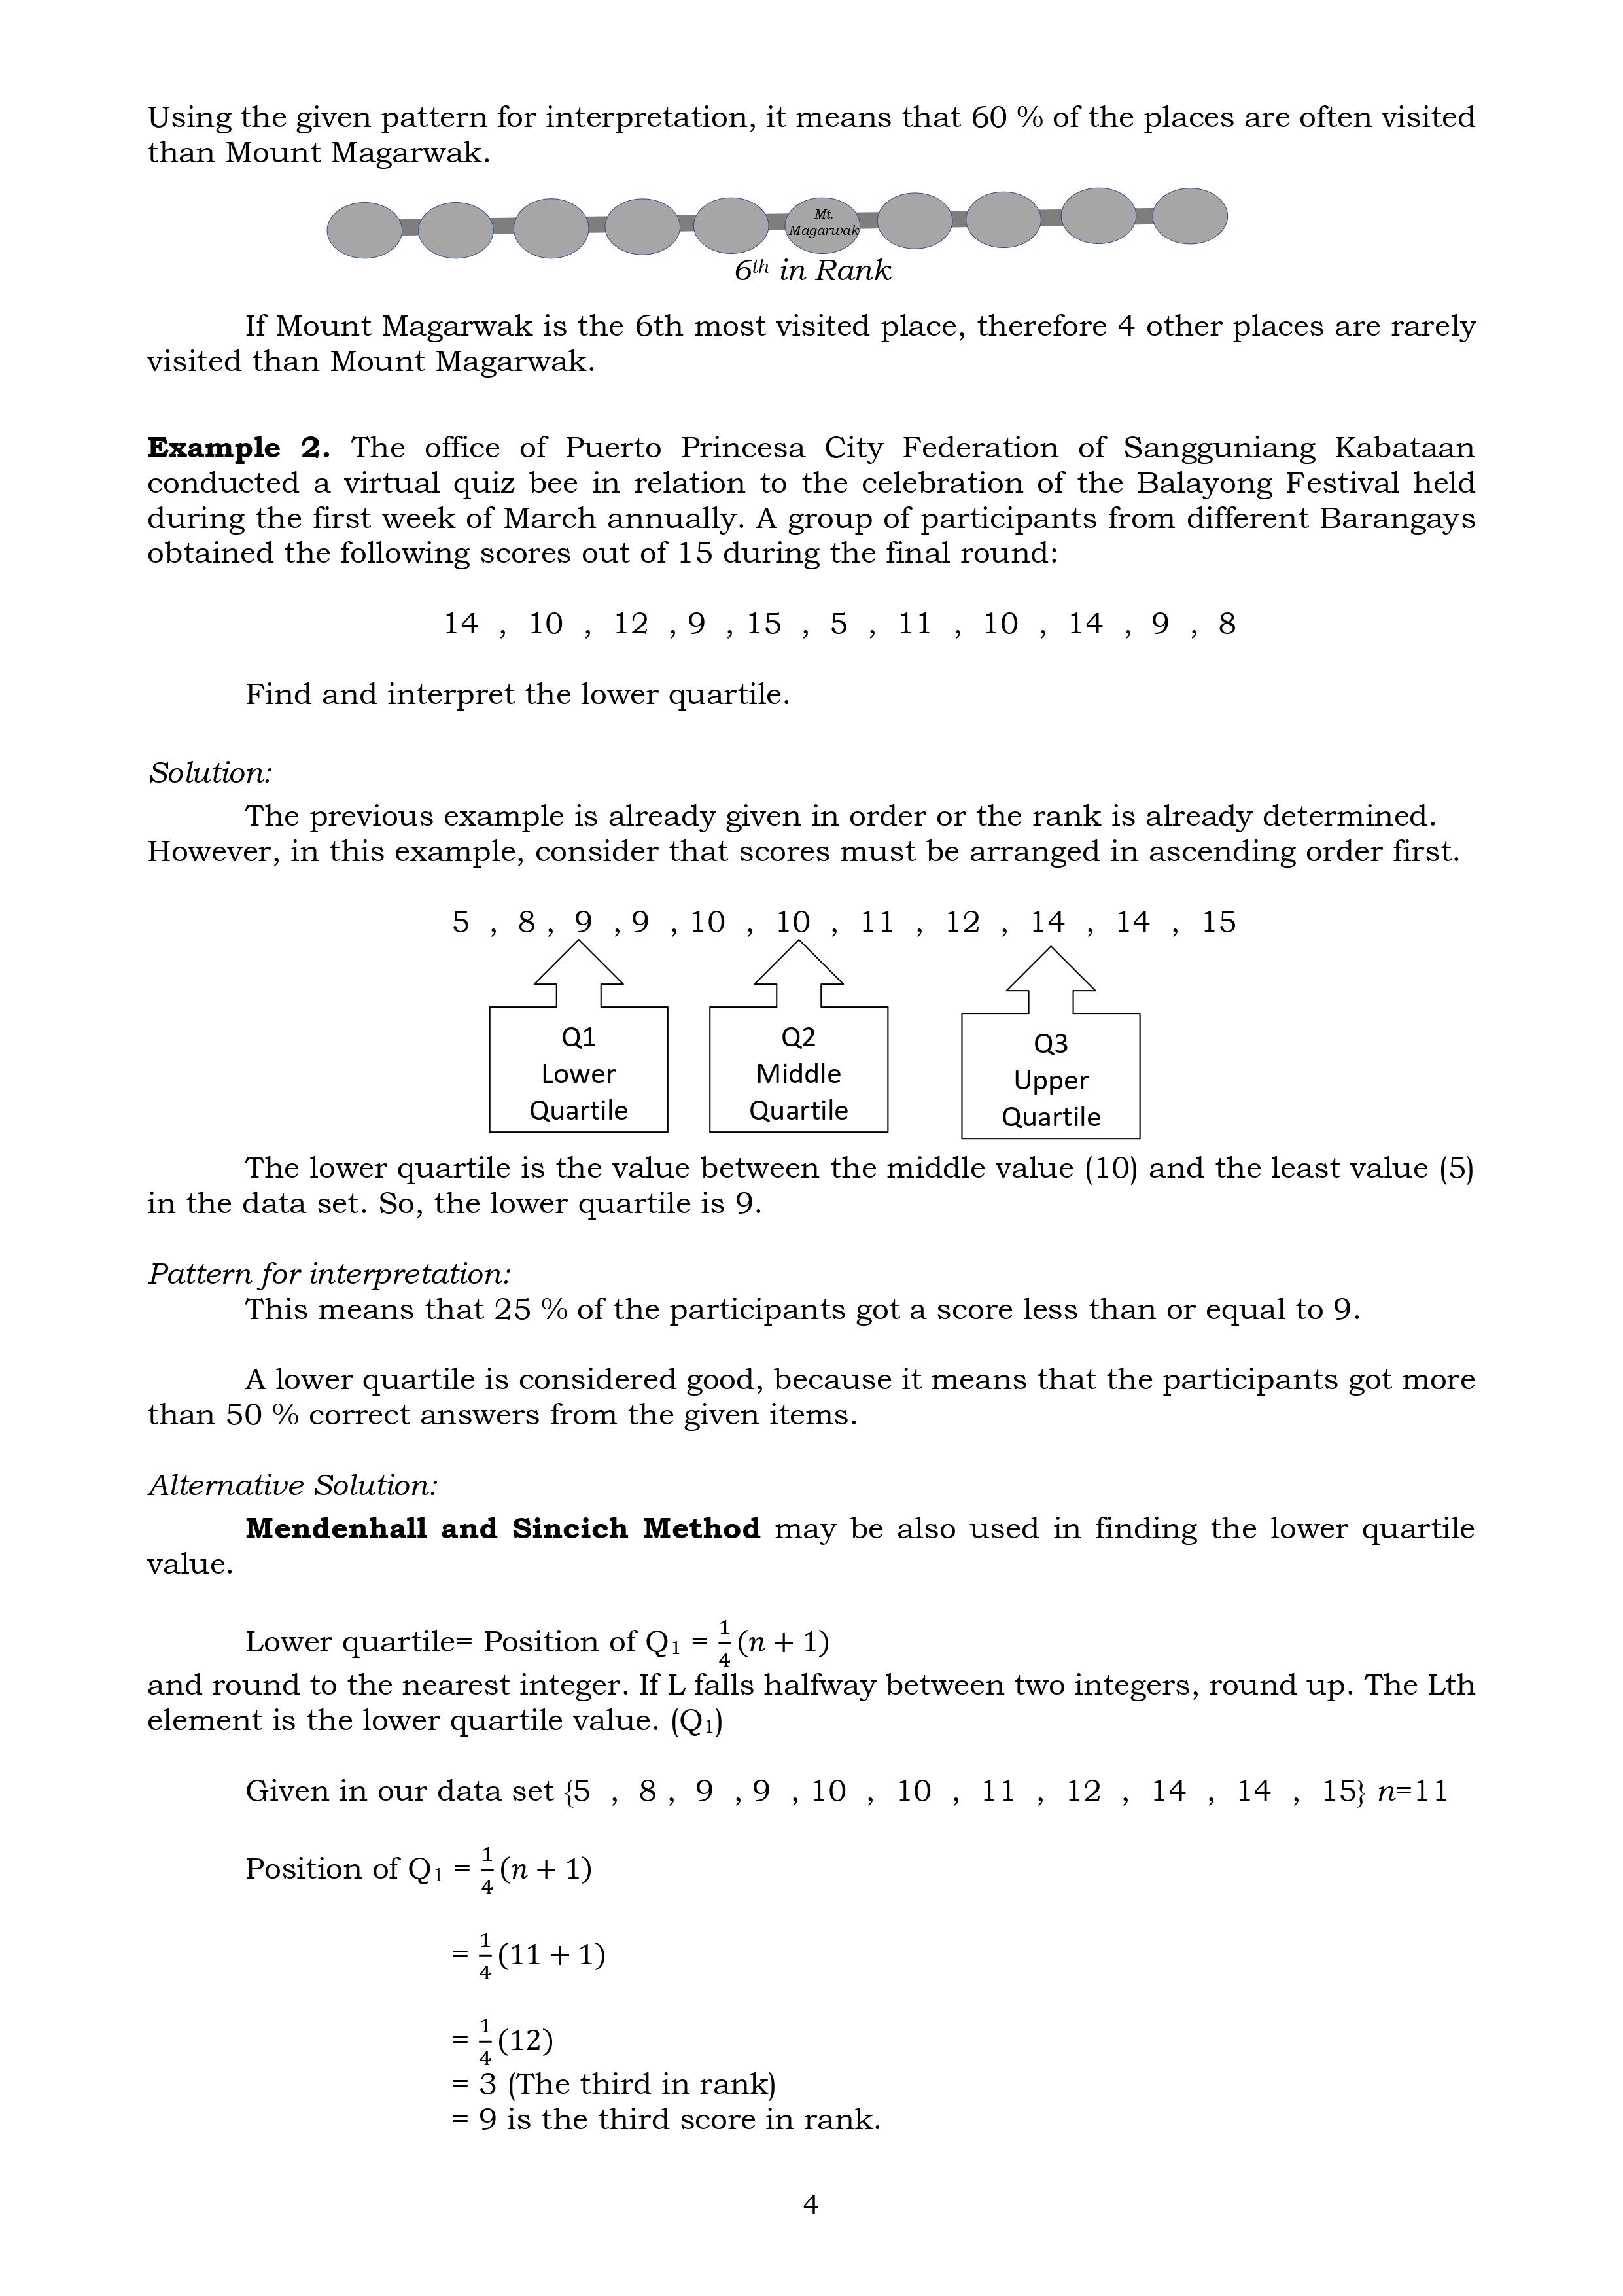 Using the given pattern for interpretation, it means that 60 % of the places are often visited
than Mount Magarwak.
Mt.
Magarwak
6th in Rank
If Mount Magarwak is the 6th most visited place, therefore 4 other places are rarely
visited than Mount Magarwak.
Example 2. The office of Puerto Princesa City Federation of Sangguniang Kabataan
conducted a virtual quiz bee in relation to the celebration of the Balayong Festival held
during the first week of March annually. A group of participants from different Barangays
obtained the following scores out of 15 during the final round:
14 , 10 , 12 , 9 , 15 , 5 , 11 , 10 , 14 , 9 , 8
Find and interpret the lower quartile.
Solution:
The previous example is already given in order or the rank is already determined.
However, in this example, consider that scores must be arranged in ascending order first.
5 , 8 , 9 , 9 , 10 , 10 , 11 , 12 , 14 , 14 , 15
Q1
Lower
Quartile
Q2
Middle
Quartile
Q3
Upper
Quartile
The lower quartile is the value between the middle value (10) and the least value (5)
in the data set. So, the lower quartile is 9.
Pattern for interpretation:
This means that 25 % of the participants got a score less than or equal to 9.
A lower quartile is considered good, because it means that the participants got more
than 50 % correct answers from the given items.
Alternative Solution:
Mendenhall and Sincich Method may be also used in finding the lower quartile
value.
Lower quartile= Position of Q₁ = 1/4 (n + 1)
and round to the nearest integer. If L falls halfway between two integers, round up. The Lth
element is the lower quartile value. (Q₁)
Given in our data set {5 , 8 , 9 , 9 , 10 , 10 , 11 , 12 , 14 , 14 , 15} n=11
Position of Q₁ = 1/4 (n + 1)
= 1/4 (11 + 1)
= 1/4 (12)
= 3 (The third in rank)
= 9 is the third score in rank.
4